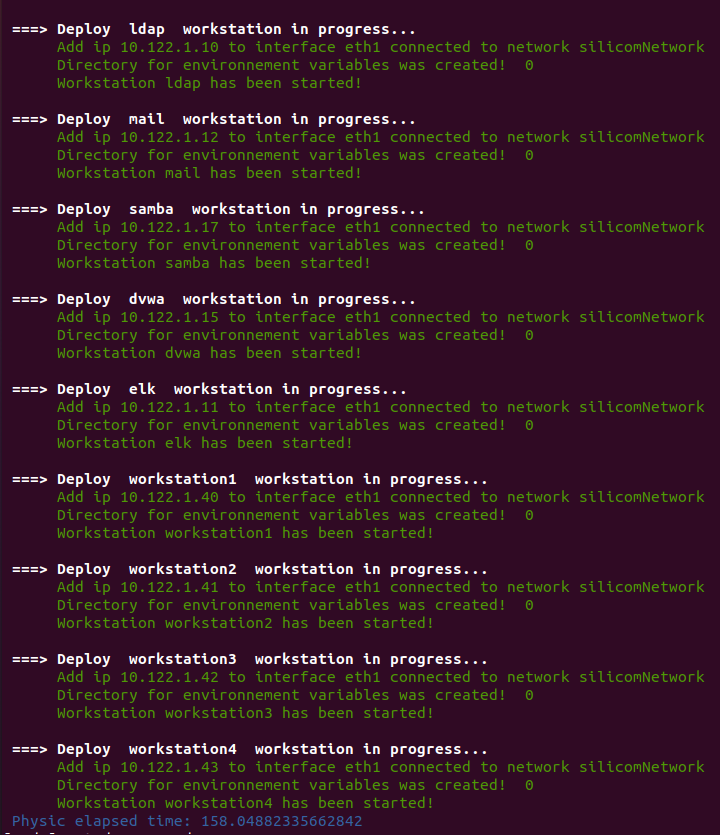 ===> Deploy  ldap  workstation in progress...
     Add ip 10.122.1.10 to interface eth1 connected to network silicomNetwork
     Directory for environnement variables was created!  0
     Workstation ldap has been started!

===> Deploy  mail  workstation in progress...
     Add ip 10.122.1.12 to interface eth1 connected to network silicomNetwork
     Directory for environnement variables was created!  0
     Workstation mail has been started!

===> Deploy  samba  workstation in progress...
     Add ip 10.122.1.17 to interface eth1 connected to network silicomNetwork
     Directory for environnement variables was created!  0
     Workstation samba has been started!

===> Deploy  dvwa  workstation in progress...
     Add ip 10.122.1.15 to interface eth1 connected to network silicomNetwork
     Directory for environnement variables was created!  0
     Workstation dvwa has been started!

===> Deploy  elk  workstation in progress...
     Add ip 10.122.1.11 to interface eth1 connected to network silicomNetwork
     Directory for environnement variables was created!  0
     Workstation elk has been started!

===> Deploy  workstation1  workstation in progress...
     Add ip 10.122.1.40 to interface eth1 connected to network silicomNetwork
     Directory for environnement variables was created!  0
     Workstation workstation1 has been started!

===> Deploy  workstation2  workstation in progress...
     Add ip 10.122.1.41 to interface eth1 connected to network silicomNetwork
     Directory for environnement variables was created!  0
     Workstation workstation2 has been started!

===> Deploy  workstation3  workstation in progress...
     Add ip 10.122.1.42 to interface eth1 connected to network silicomNetwork
     Directory for environnement variables was created!  0
     Workstation workstation3 has been started!

===> Deploy  workstation4  workstation in progress...
     Add ip 10.122.1.43 to interface eth1 connected to network silicomNetwork
     Directory for environnement variables was created!  0
     Workstation workstation4 has been started!
Physic elapsed time: 158.04882335662842